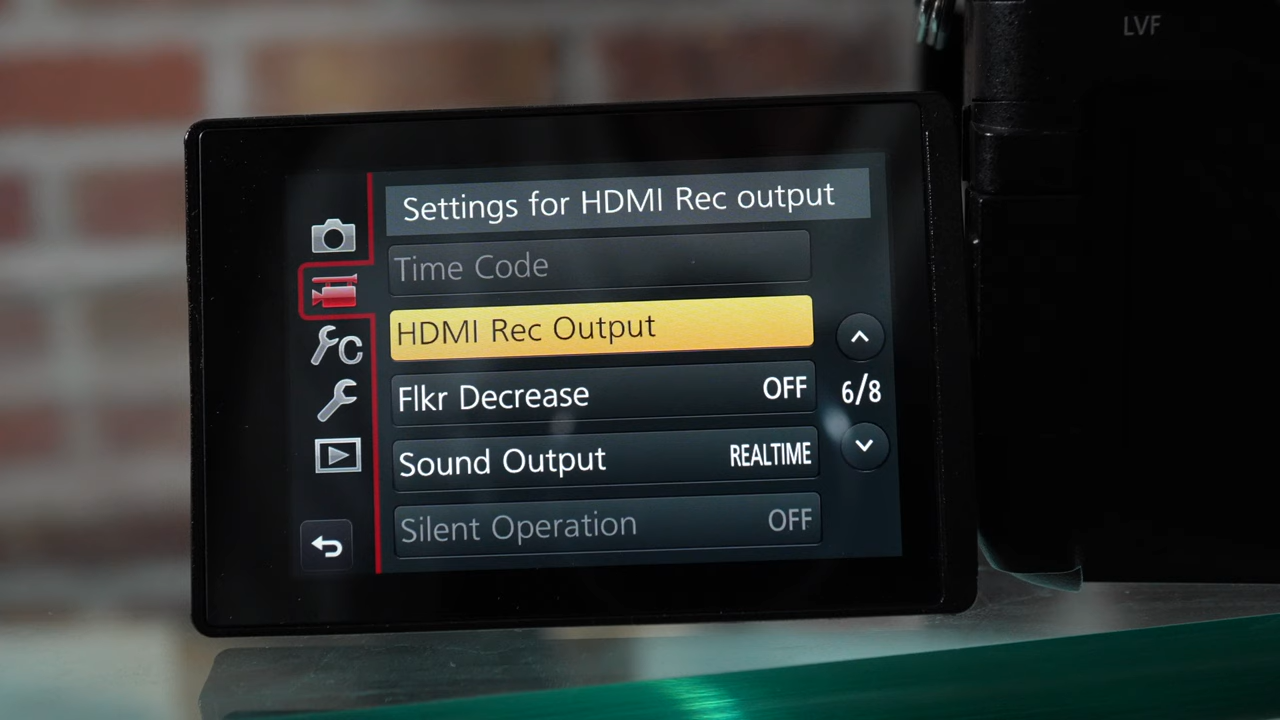 LVF
Settings for HDMI Rec output
Time Code
HDMI Rec Output
Flkr Decrease OFF
6/8
Sound Output REALTIME
Silent Operation OFF
C